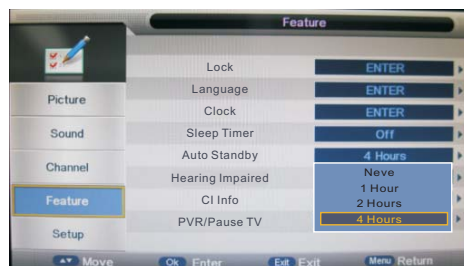 Feature
Picture
Sound
Channel
Feature
Setup
Lock ENTER
Language ENTER
Clock ENTER
Sleep Timer Off
Auto Standby 4 Hours
Hearing Impaired
CI Info
PVR/Pause TV
Neve
1 Hour
2 Hours
4 Hours
Move Ok Enter Exit Exit Menu Return